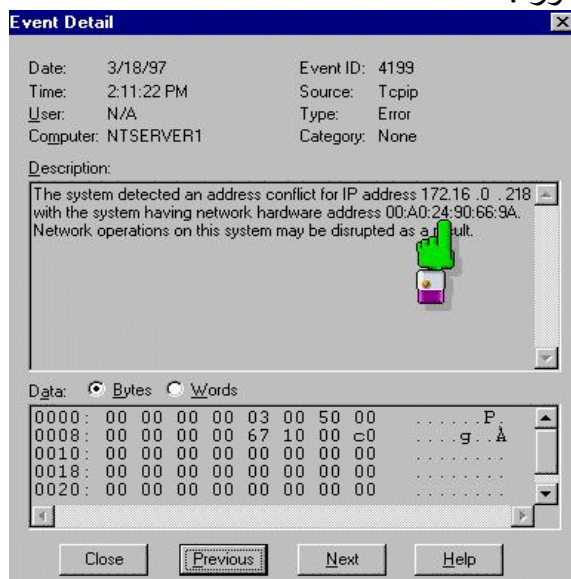 Event Detail
Date: 3/18/97 Event ID: 4199
Time: 2:11:22 PM Source: Tcpip
User: N/A Type: Error
Computer: NTSERVER1 Category: None
Description:
The system detected an address conflict for IP address 172.16 .0 . 218
with the system having network hardware address 00:A0:24:90:66:9A.
Network operations on this system may be disrupted as a result.
Data: Bytes Words
0000: 00 00 00 00 03 00 50 00 ......P.
0008: 00 00 00 00 67 10 00 c0 ....g..À
0010: 00 00 00 00 00 00 00 00 ........
0018: 00 00 00 00 00 00 00 00 ........
0020: 00 00 00 00 00 00 00 00 ........
Close Previous Next Help